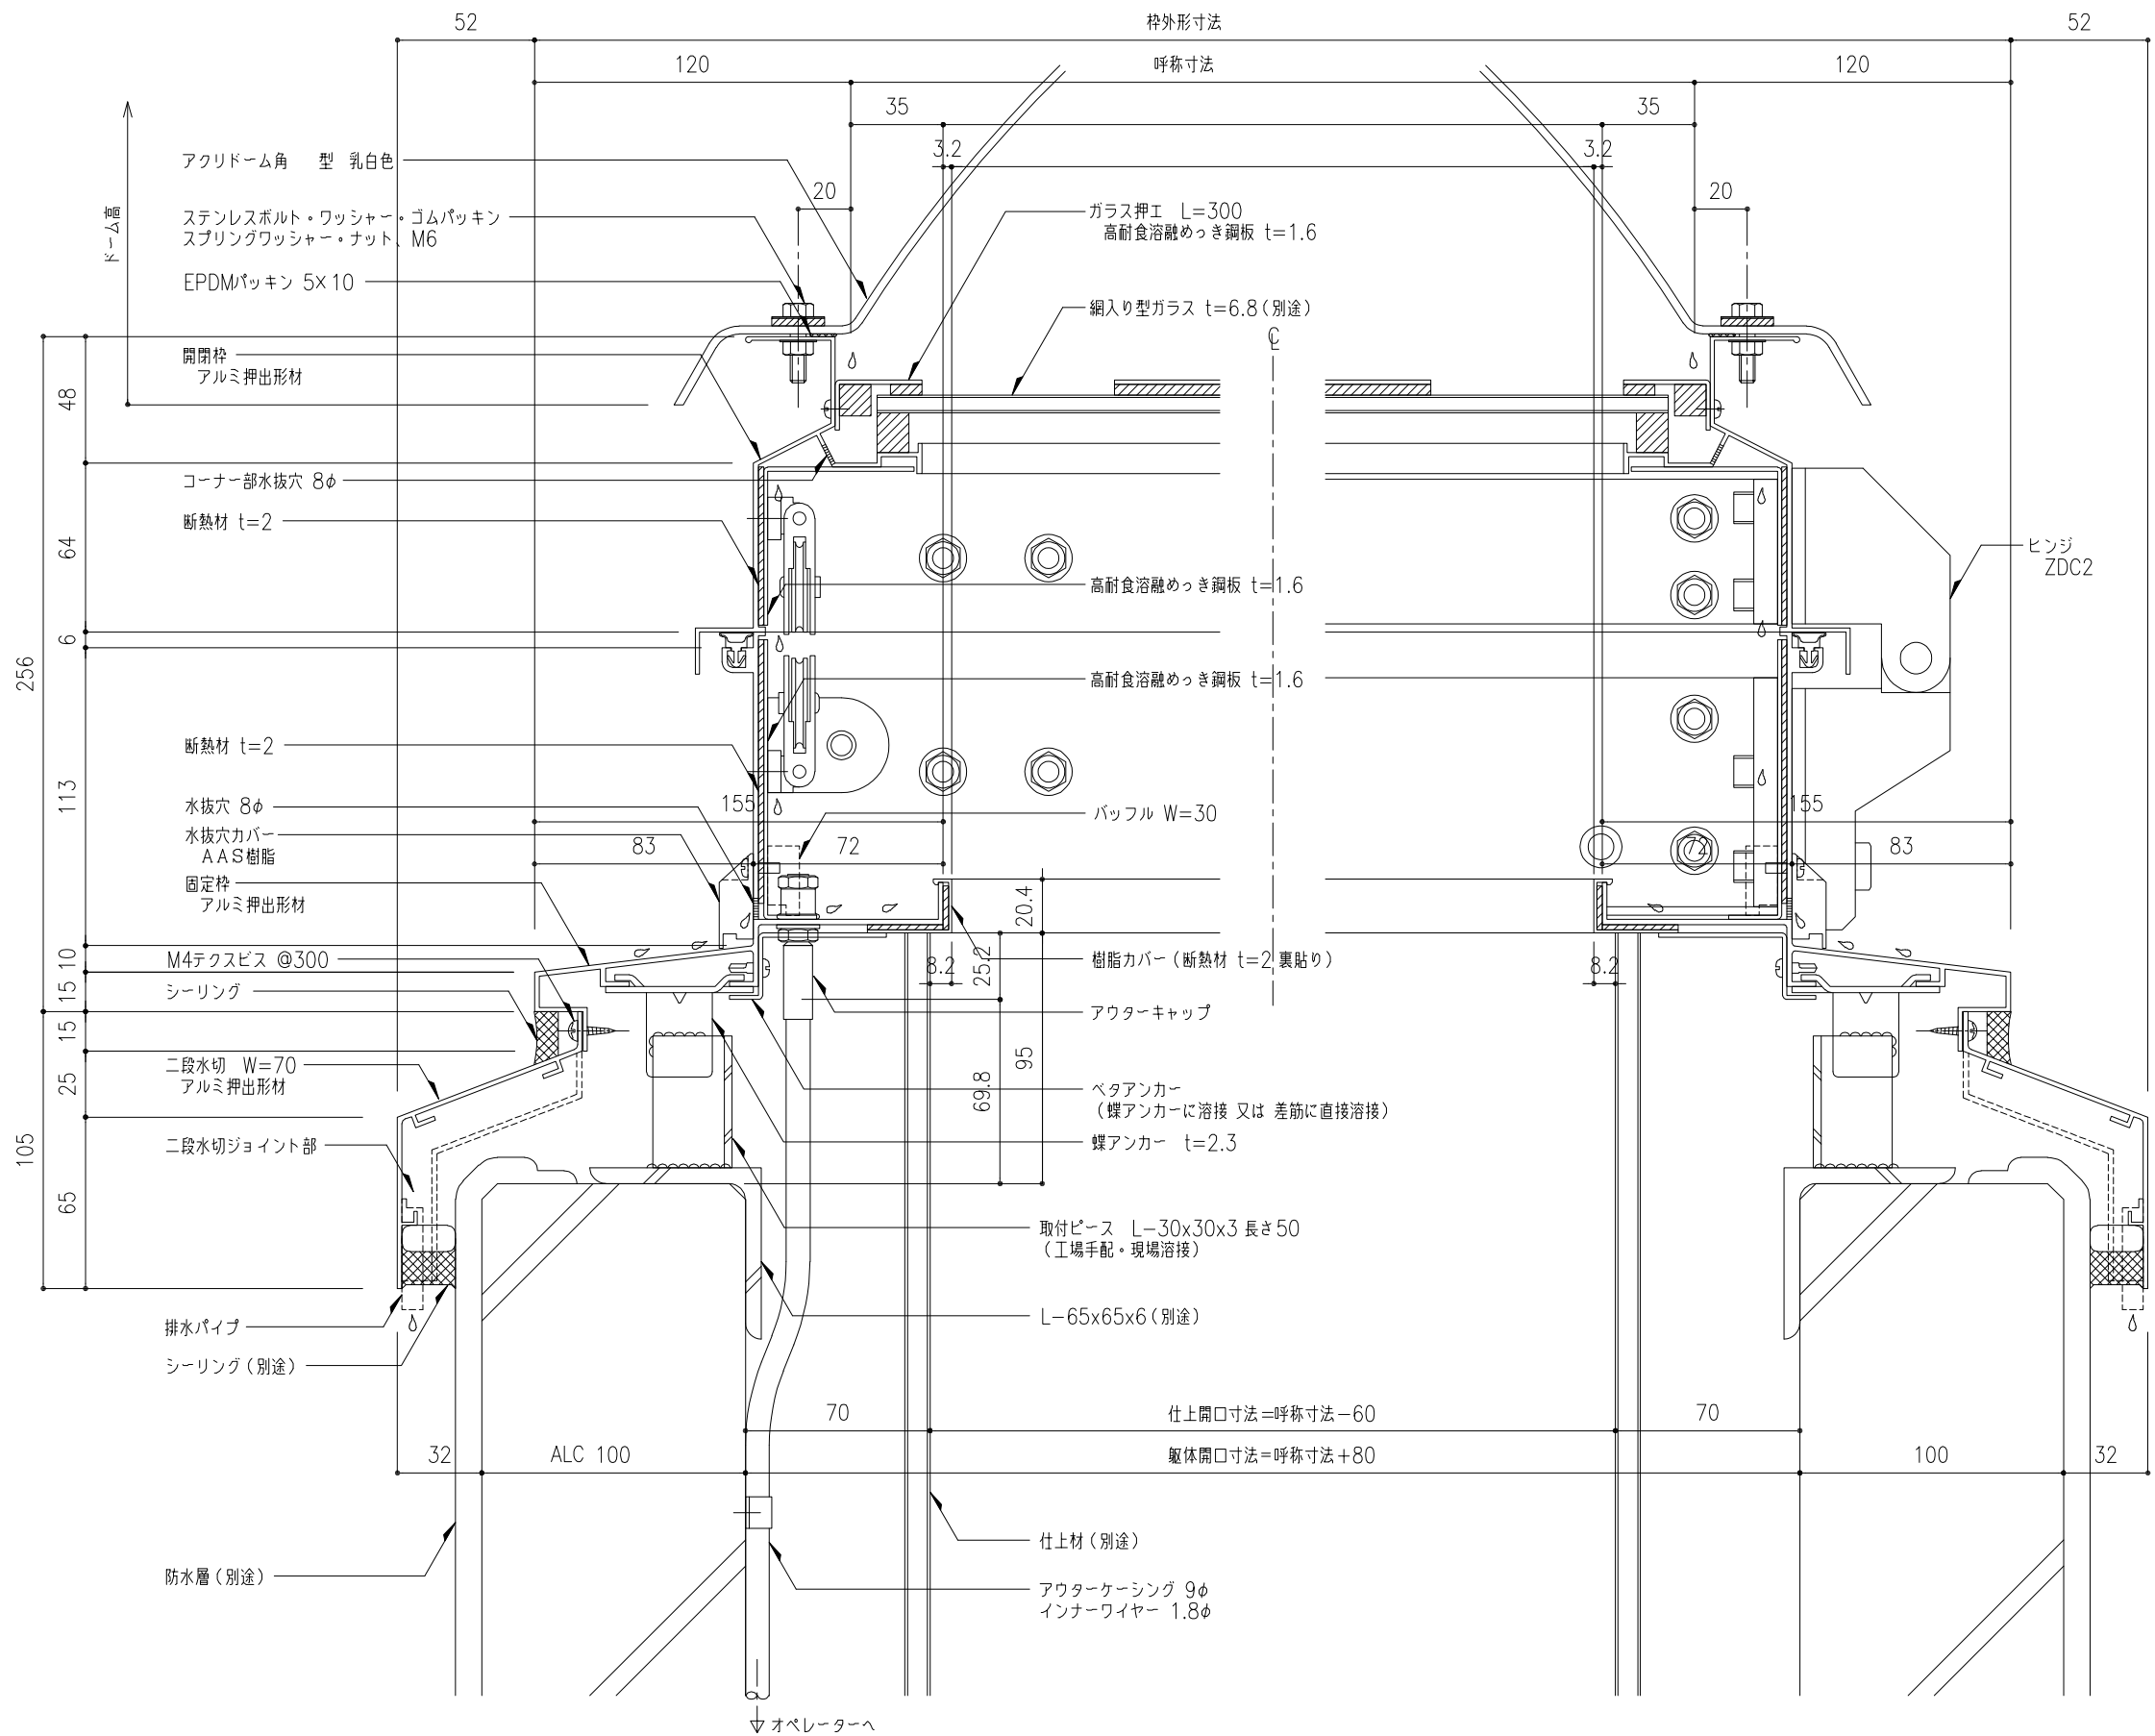 52
枠外形寸法
52
120
呼称寸法
120
35
35
3.2
3.2
20
20
ドーム高
アクリドーム角　型 乳白色
ステンレスボルト・ワッシャー・ゴムパッキン
スプリングワッシャー・ナット、M6
EPDMパッキン 5×10
ガラス押エ L=300
高耐食溶融めっき鋼板 t=1.6
網入り型ガラス t=6.8(別途)
℄
開閉枠
アルミ押出形材
コーナー部水抜穴 8φ
断熱材 t=2
高耐食溶融めっき鋼板 t=1.6
ヒンジ
ZDC2
高耐食溶融めっき鋼板 t=1.6
断熱材 t=2
水抜穴 8φ
水抜穴カバー
AAS樹脂
固定枠
アルミ押出形材
バッフル W=30
155
155
83
72
72
83
M4テクスビス @300
シーリング
樹脂カバー(断熱材 t=2 裏貼り)
アウターキャップ
8.2
8.2
20.4
25.2
69.8
95
二段水切 W=70
アルミ押出形材
ベタアンカー
(蝶アンカーに溶接 又は 差筋に直接溶接)
蝶アンカー t=2.3
二段水切ジョイント部
取付ピース L-30x30x3 長さ50
(工場手配・現場溶接)
L-65x65x6(別途)
排水パイプ
シーリング(別途)
48
64
6
113
10
15
15
25
65
256
105
70
仕上開口寸法=呼称寸法-60
70
32
ALC 100
躯体開口寸法=呼称寸法+80
100
32
仕上材(別途)
防水層(別途)
アウターケーシング 9φ
インナーワイヤー 1.8φ
オペレーターへ